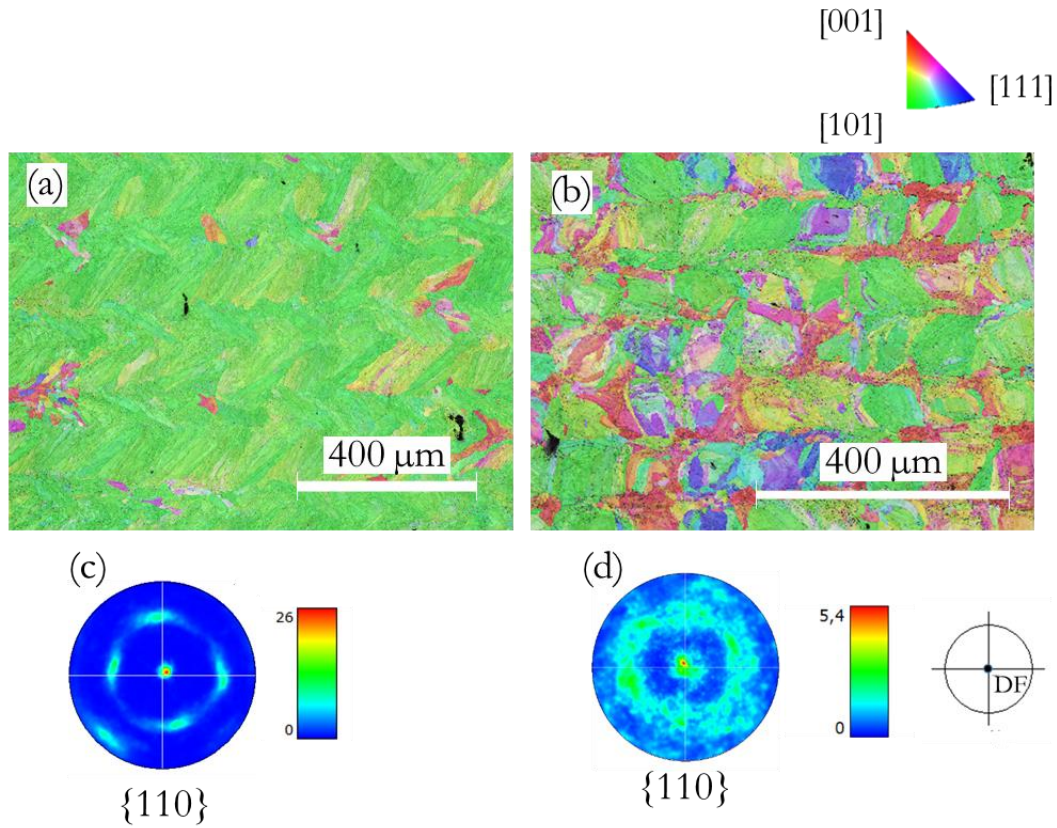 [001]
[111]
[101]
(a)
(b)
400 µm
400 µm
(c)
(d)
26
0
5,4
0
DF
{110}
{110}